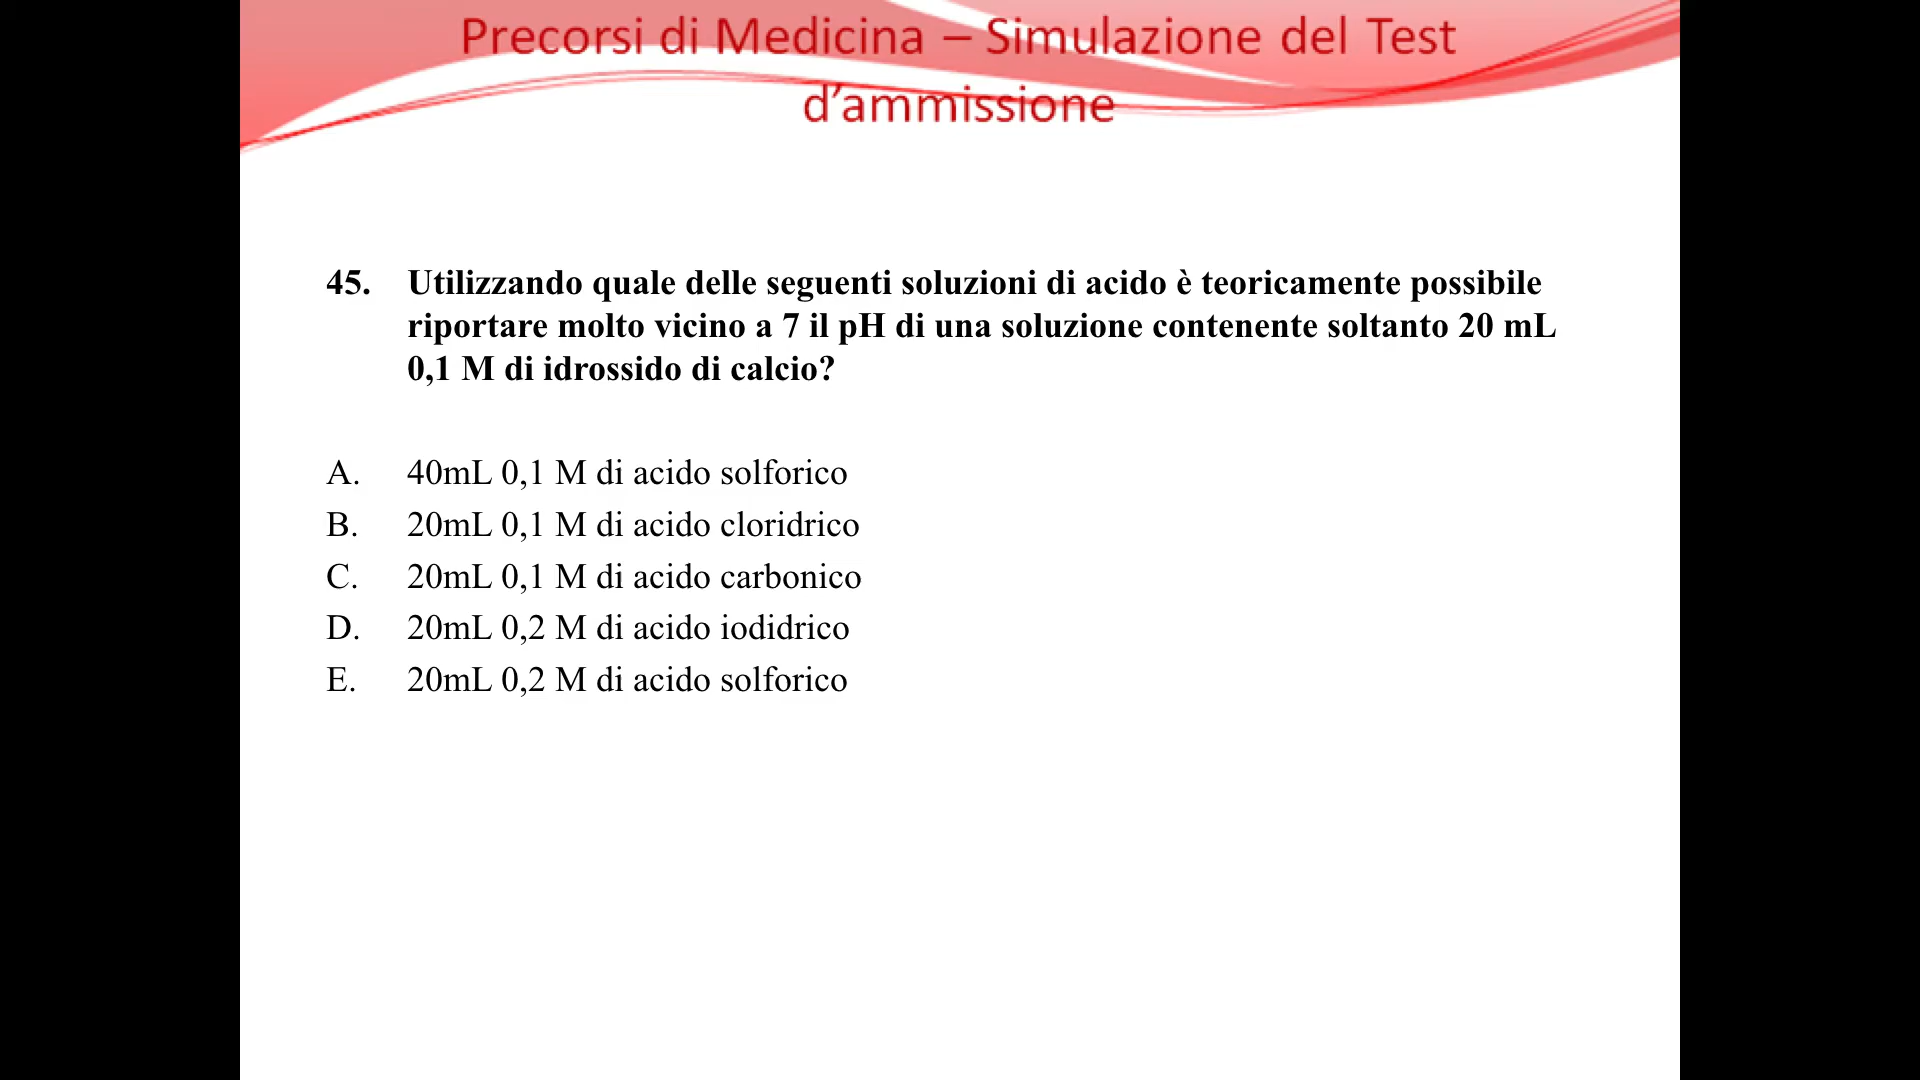 Precorsi di Medicina – Simulazione del Test
d’ammissione
45. Utilizzando quale delle seguenti soluzioni di acido è teoricamente possibile
riportare molto vicino a 7 il pH di una soluzione contenente soltanto 20 mL
0,1 M di idrossido di calcio?
A. 40mL 0,1 M di acido solforico
B. 20mL 0,1 M di acido cloridrico
C. 20mL 0,1 M di acido carbonico
D. 20mL 0,2 M di acido iodidrico
E. 20mL 0,2 M di acido solforico